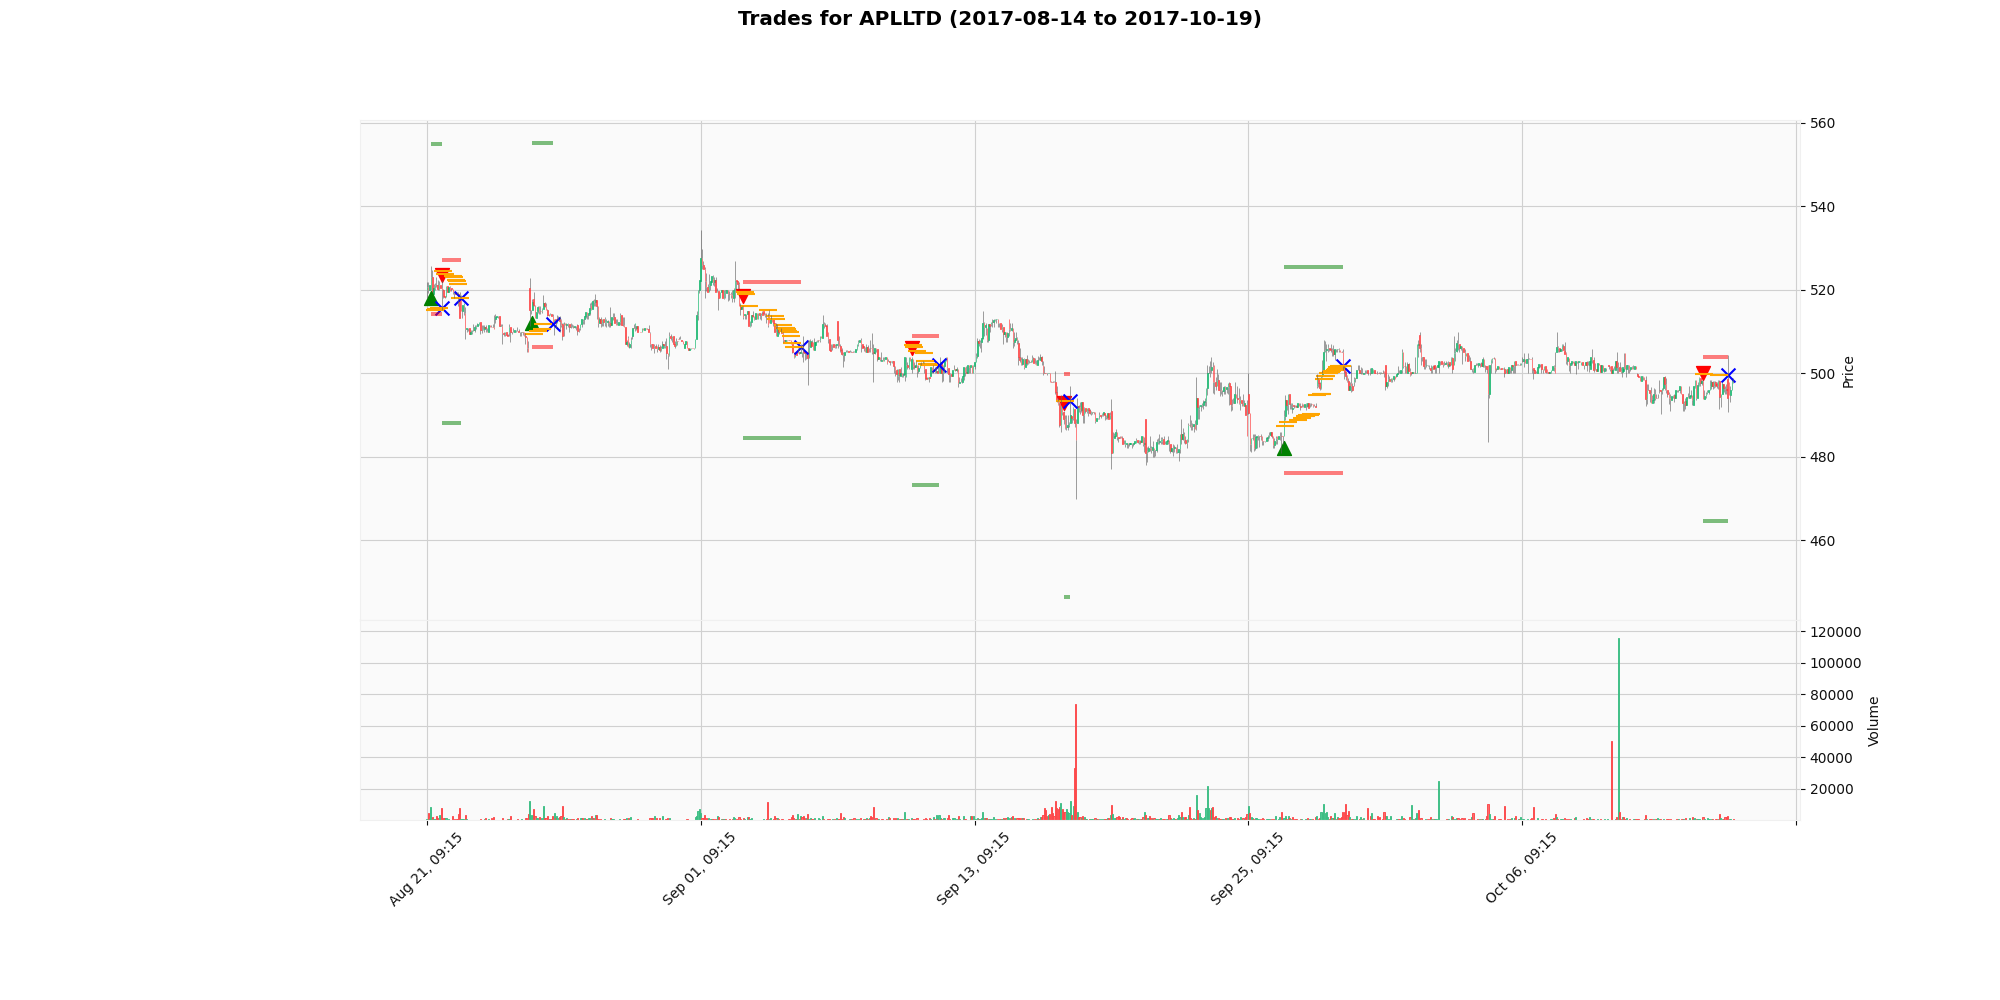 Trades for APLLTD (2017-08-14 to 2017-10-19)
560
540
520
500
480
460
Price
120000
100000
80000
60000
40000
20000
Volume
Aug 21, 09:15
Sep 01, 09:15
Sep 13, 09:15
Sep 25, 09:15
Oct 06, 09:15